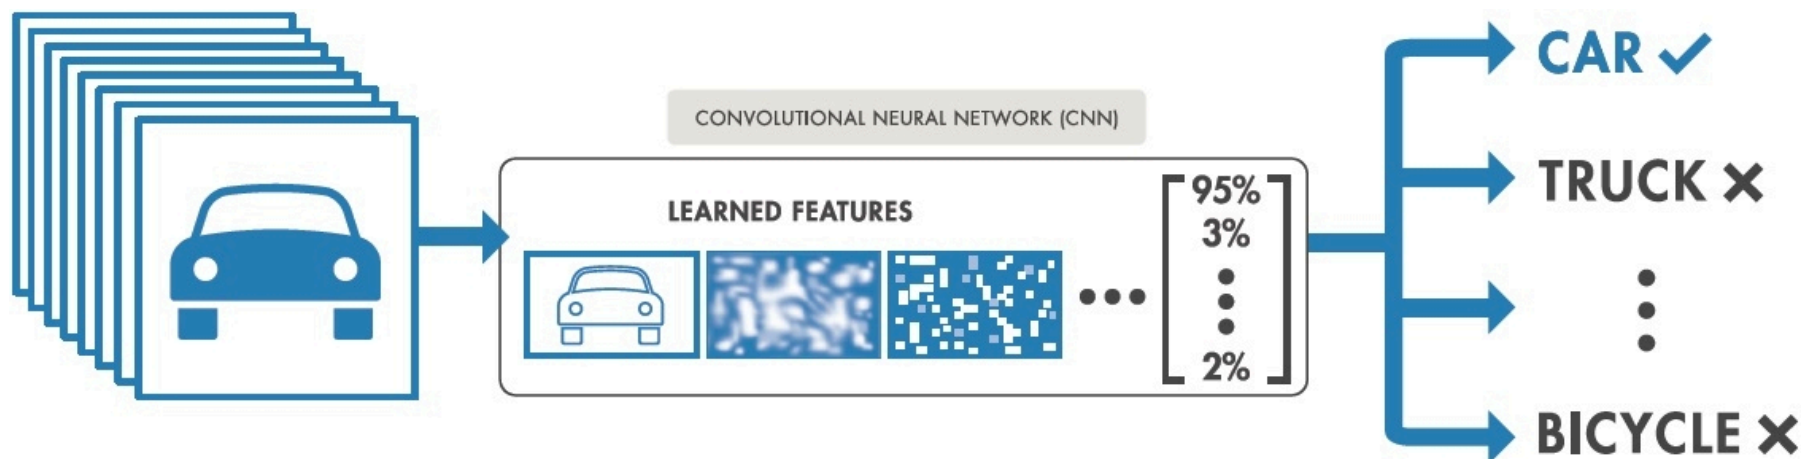 CONVOLUTIONAL NEURAL NETWORK (CNN)
LEARNED FEATURES
95%
3%
2%
CAR
TRUCK
BICYCLE